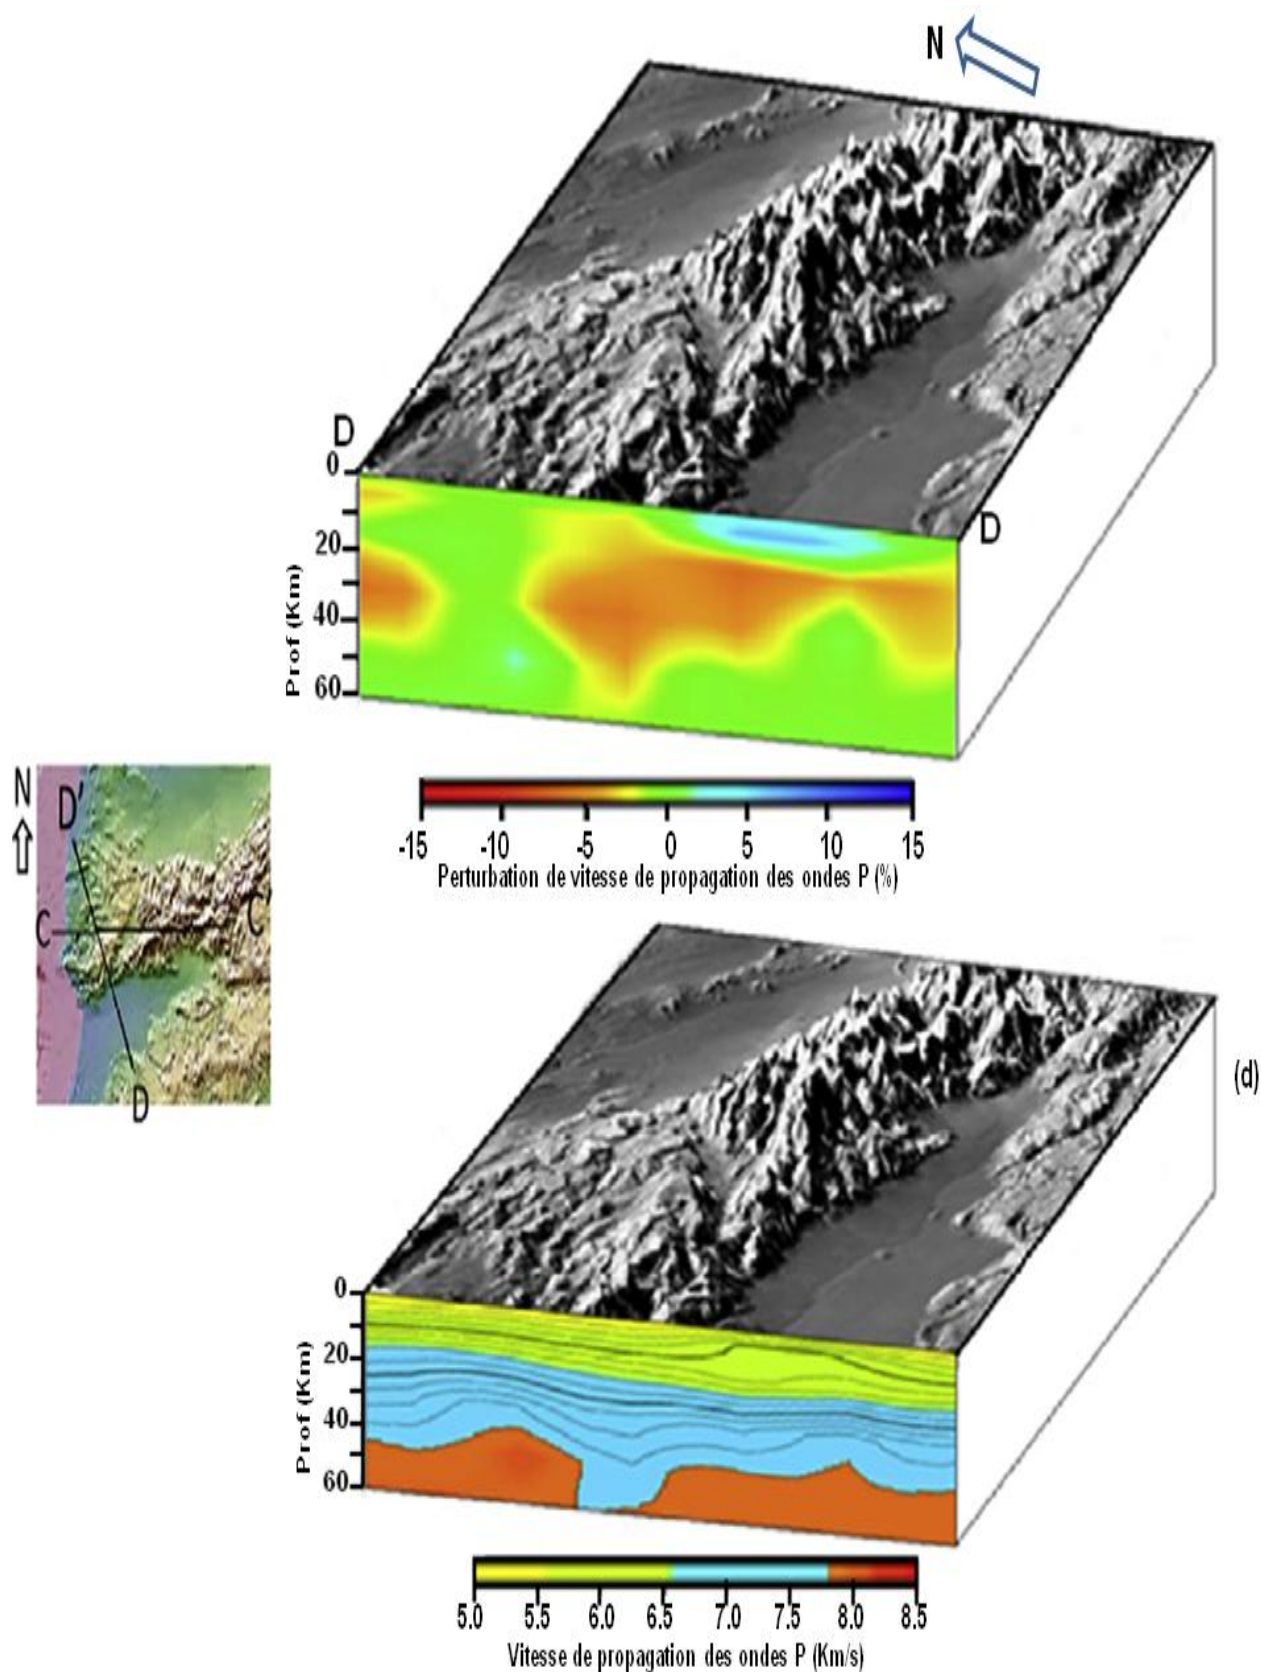 N
D
0
20
40
60
Prof (Km)
D
-15 -10 -5 0 5 10 15
Perturbation de vitesse de propagation des ondes P (%)
N
D'
C C'
D
(d)
0
20
40
60
Prof (Km)
5.0 5.5 6.0 6.5 7.0 7.5 8.0 8.5
Vitesse de propagation des ondes P (Km/s)